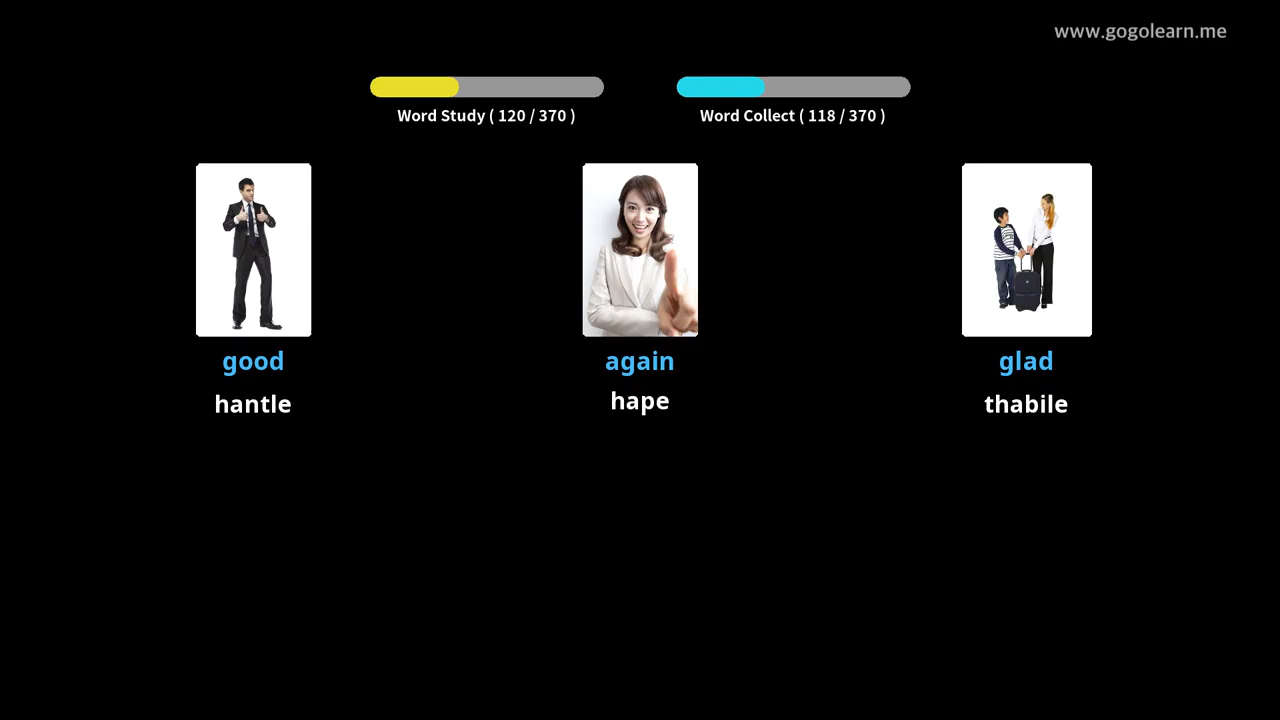 www.gogolearn.me
Word Study ( 120 / 370 )
Word Collect ( 118 / 370 )
good
again
glad
hantle
hape
thabile